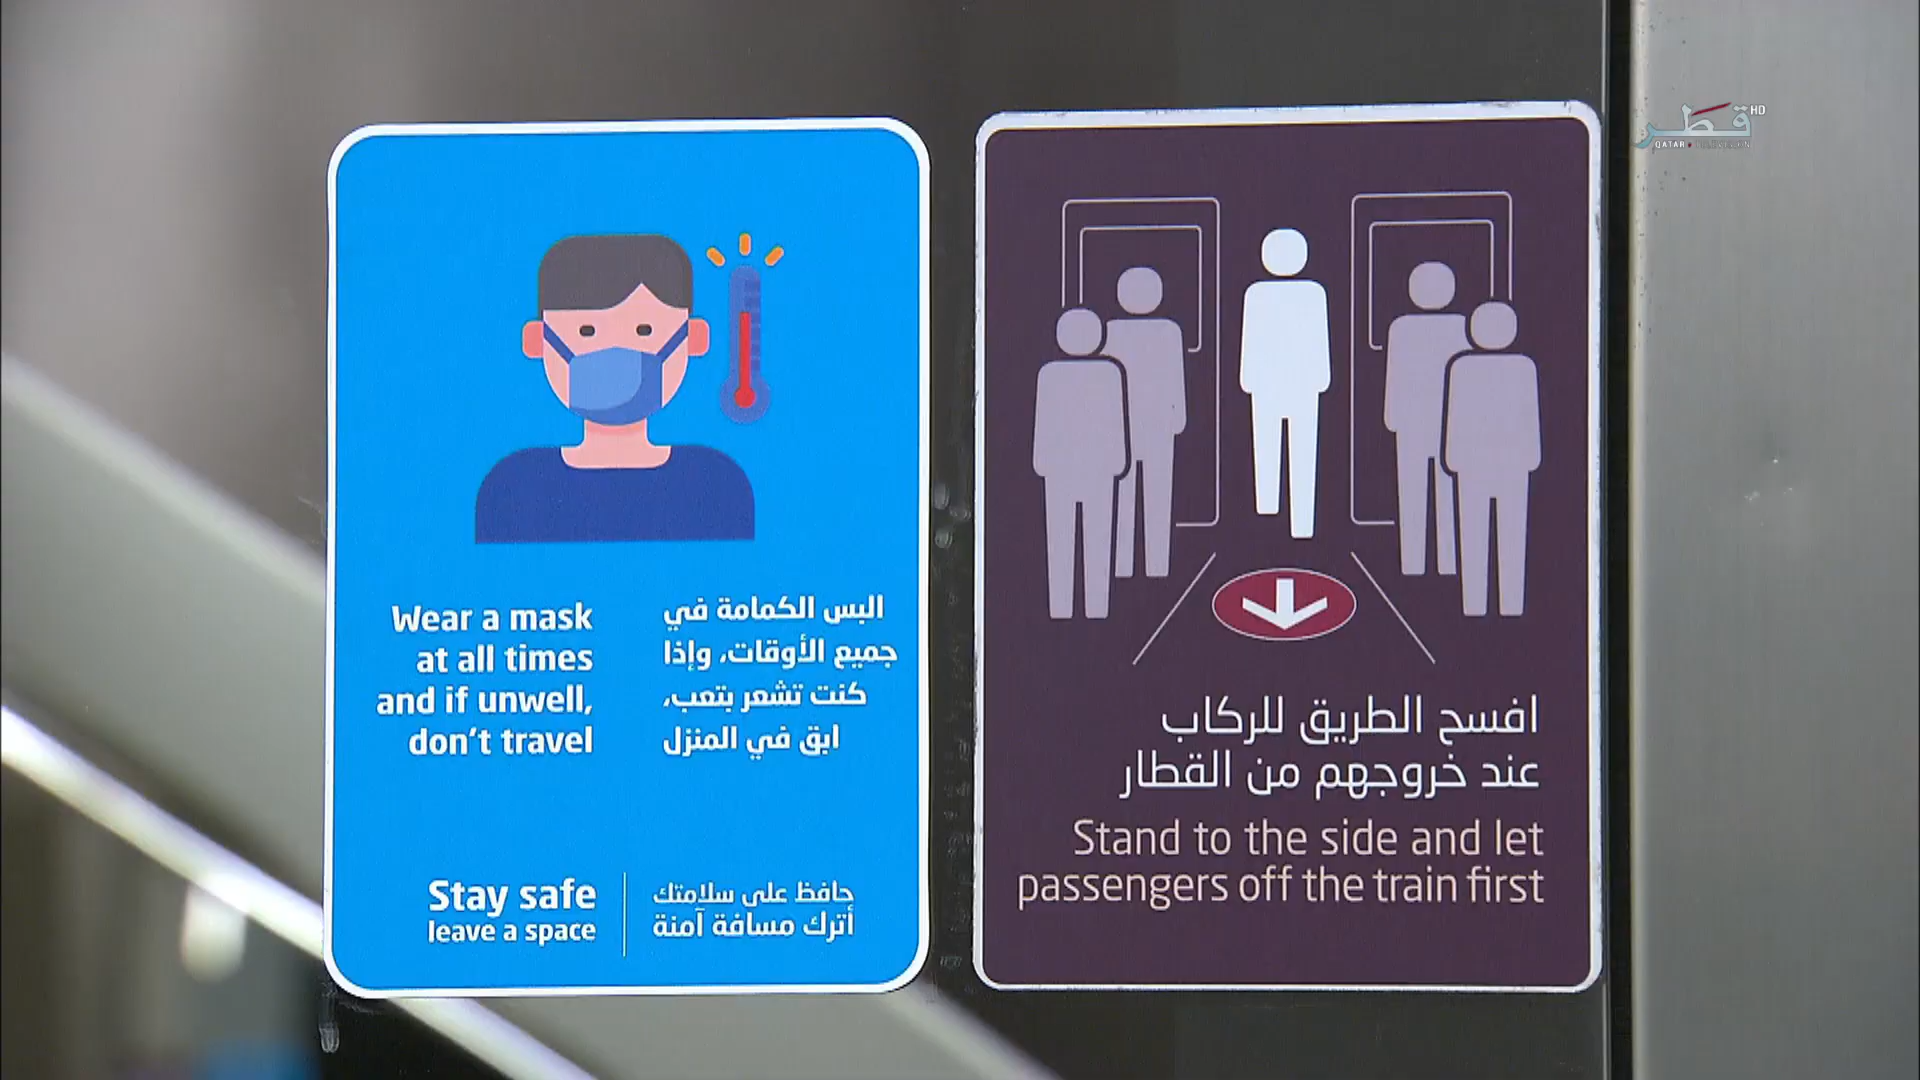 Wear a mask
at all times
and if unwell,
don't travel
البس الكمامة في
جميع الأوقات، وإذا
كنت تشعر بتعب،
ابق في المنزل
Stay safe
leave a space
حافظ على سلامتك
أترك مسافة آمنة
افسح الطريق للركاب
عند خروجهم من القطار
Stand to the side and let
passengers off the train first
قطر HD
QATAR TELEVISION